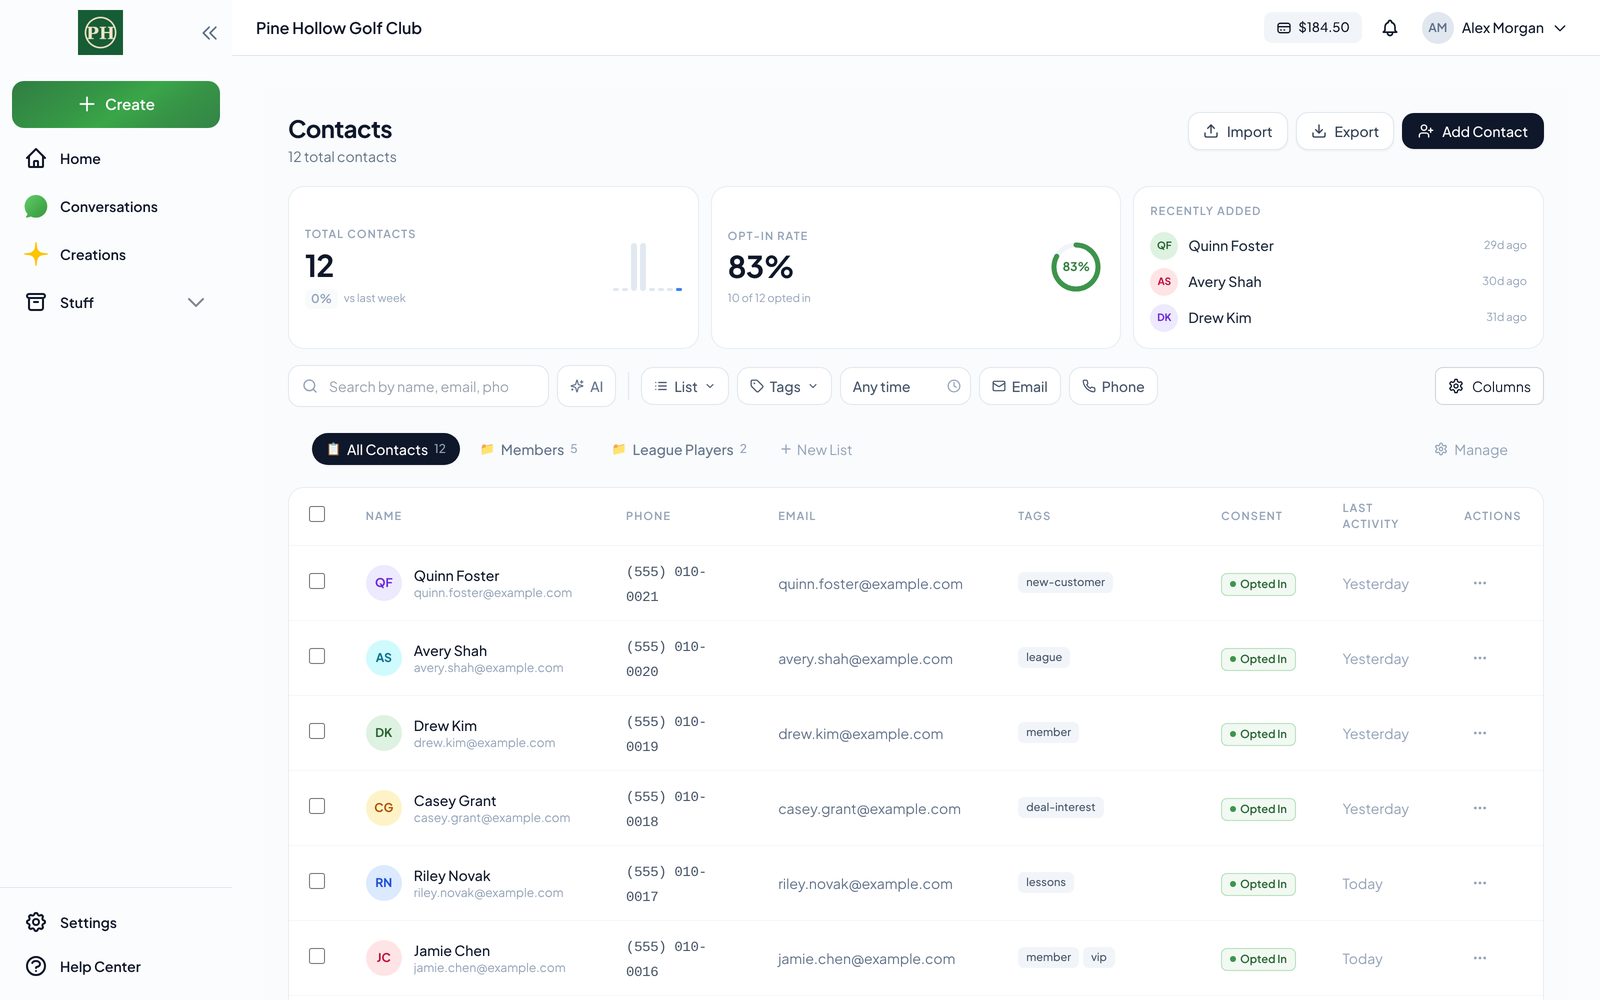 PH
Pine Hollow Golf Club
$184.50
AM
Alex Morgan
Create
Home
Conversations
Creations
Stuff
Settings
Help Center
Contacts
12 total contacts
Import
Export
Add Contact
TOTAL CONTACTS
12
0% vs last week
OPT-IN RATE
83%
10 of 12 opted in
83%
RECENTLY ADDED
QF Quinn Foster 29d ago
AS Avery Shah 30d ago
DK Drew Kim 31d ago
Search by name, email, pho
AI
List
Tags
Any time
Email
Phone
Columns
All Contacts 12
Members 5
League Players 2
+ New List
Manage
NAME PHONE EMAIL TAGS CONSENT LAST ACTIVITY ACTIONS
QF Quinn Foster
quinn.foster@example.com
(555) 010-
0021
quinn.foster@example.com
new-customer
Opted In
Yesterday
AS Avery Shah
avery.shah@example.com
(555) 010-
0020
avery.shah@example.com
league
Opted In
Yesterday
DK Drew Kim
drew.kim@example.com
(555) 010-
0019
drew.kim@example.com
member
Opted In
Yesterday
CG Casey Grant
casey.grant@example.com
(555) 010-
0018
casey.grant@example.com
deal-interest
Opted In
Yesterday
RN Riley Novak
riley.novak@example.com
(555) 010-
0017
riley.novak@example.com
lessons
Opted In
Today
JC Jamie Chen
jamie.chen@example.com
(555) 010-
0016
jamie.chen@example.com
member vip
Opted In
Today